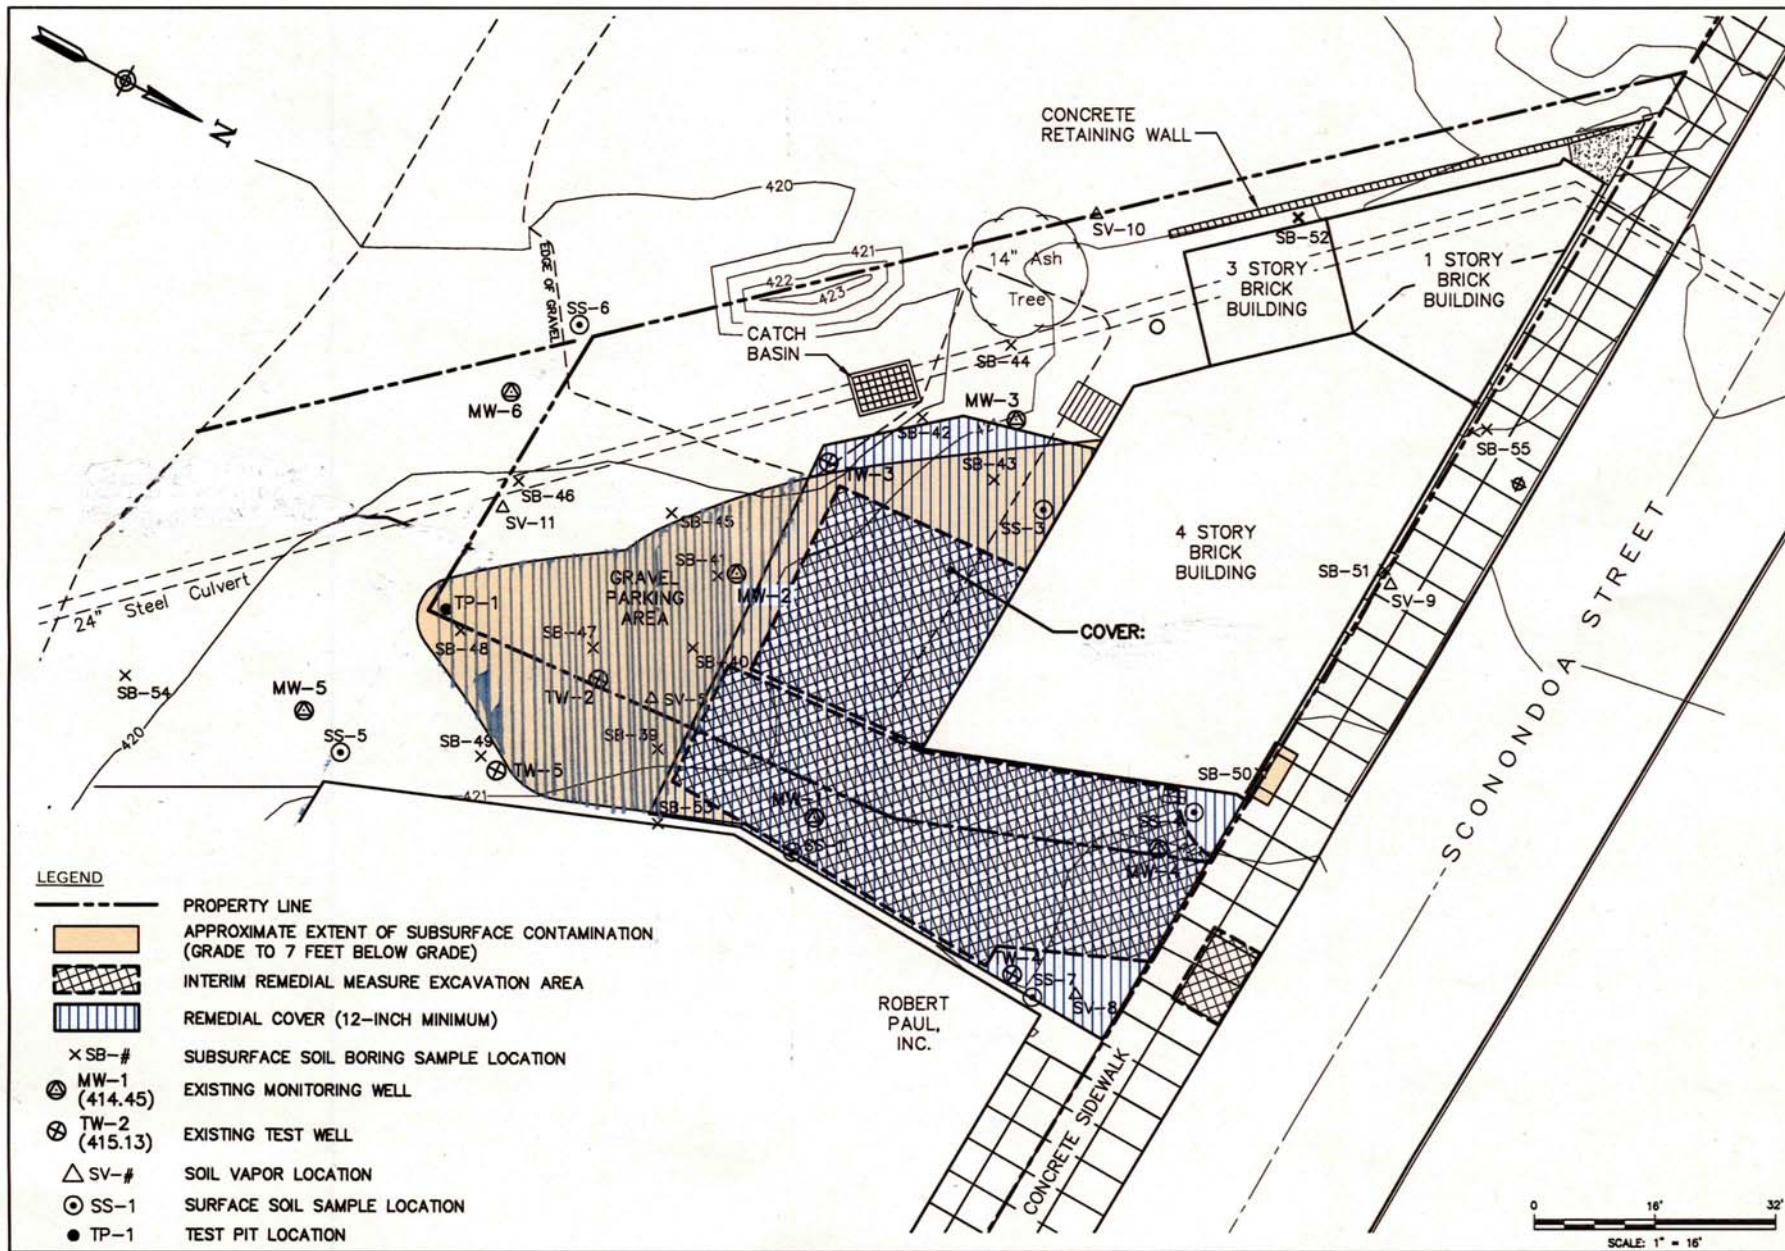 N
CONCRETE
RETAINING WALL
420
SV-10
SB-52
421
422
423
14" Ash
Tree
3 STORY
BRICK
BUILDING
1 STORY
BRICK
BUILDING
EDGE OF GRAVEL
SS-6
CATCH
BASIN
SB-44
MW-6
MW-3
SB-42
SB-55
SB-43
TW-3
SB-46
SV-11
SB-45
SS-3
4 STORY
BRICK
BUILDING
SB-41
GRAVEL
PARKING
AREA
MW-2
SB-51
SV-9
24" Steel Culvert
TP-1
SB-47
SB-48
COVER:
SB-40
SB-54
TW-2
SV-5
MW-5
SCONONDOA STREET
420
SS-5
SB-49
SB-39
TW-5
SB-50
421
SB-53
MW-1
MW-4
TW-4
SS-7
SV-8
ROBERT
PAUL,
INC.
CONCRETE SIDEWALK
LEGEND
PROPERTY LINE
APPROXIMATE EXTENT OF SUBSURFACE CONTAMINATION
(GRADE TO 7 FEET BELOW GRADE)
INTERIM REMEDIAL MEASURE EXCAVATION AREA
REMEDIAL COVER (12-INCH MINIMUM)
SB-# SUBSURFACE SOIL BORING SAMPLE LOCATION
MW-1
(414.45) EXISTING MONITORING WELL
TW-2
(415.13) EXISTING TEST WELL
SV-# SOIL VAPOR LOCATION
SS-1 SURFACE SOIL SAMPLE LOCATION
TP-1 TEST PIT LOCATION
0 16' 32'
SCALE: 1" = 16'